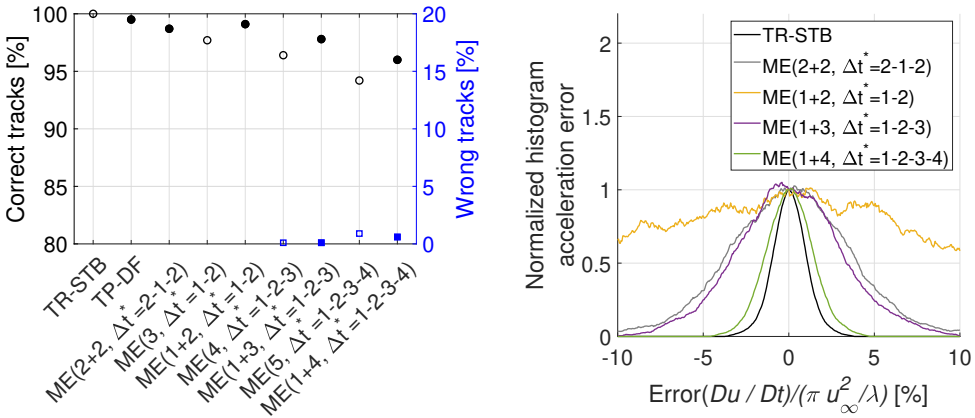 100
95
90
85
80
Correct tracks [%]
20
15
10
5
0
Wrong tracks [%]
TR-STB
TP-DF
ME(2+2, Δt*=2-1-2)
ME(3, Δt*=1-2)
ME(1+2, Δt*=1-2)
ME(4, Δt*=1-2-3)
ME(1+3, Δt*=1-2-3)
ME(5, Δt*=1-2-3-4)
ME(1+4, Δt*=1-2-3-4)
Normalized histogram
acceleration error
2
1.5
1
0.5
0
TR-STB
ME(2+2, Δt*=2-1-2)
ME(1+2, Δt*=1-2)
ME(1+3, Δt*=1-2-3)
ME(1+4, Δt*=1-2-3-4)
-10
-5
0
5
10
Error(Du / Dt)/(π u²∞/λ) [%]